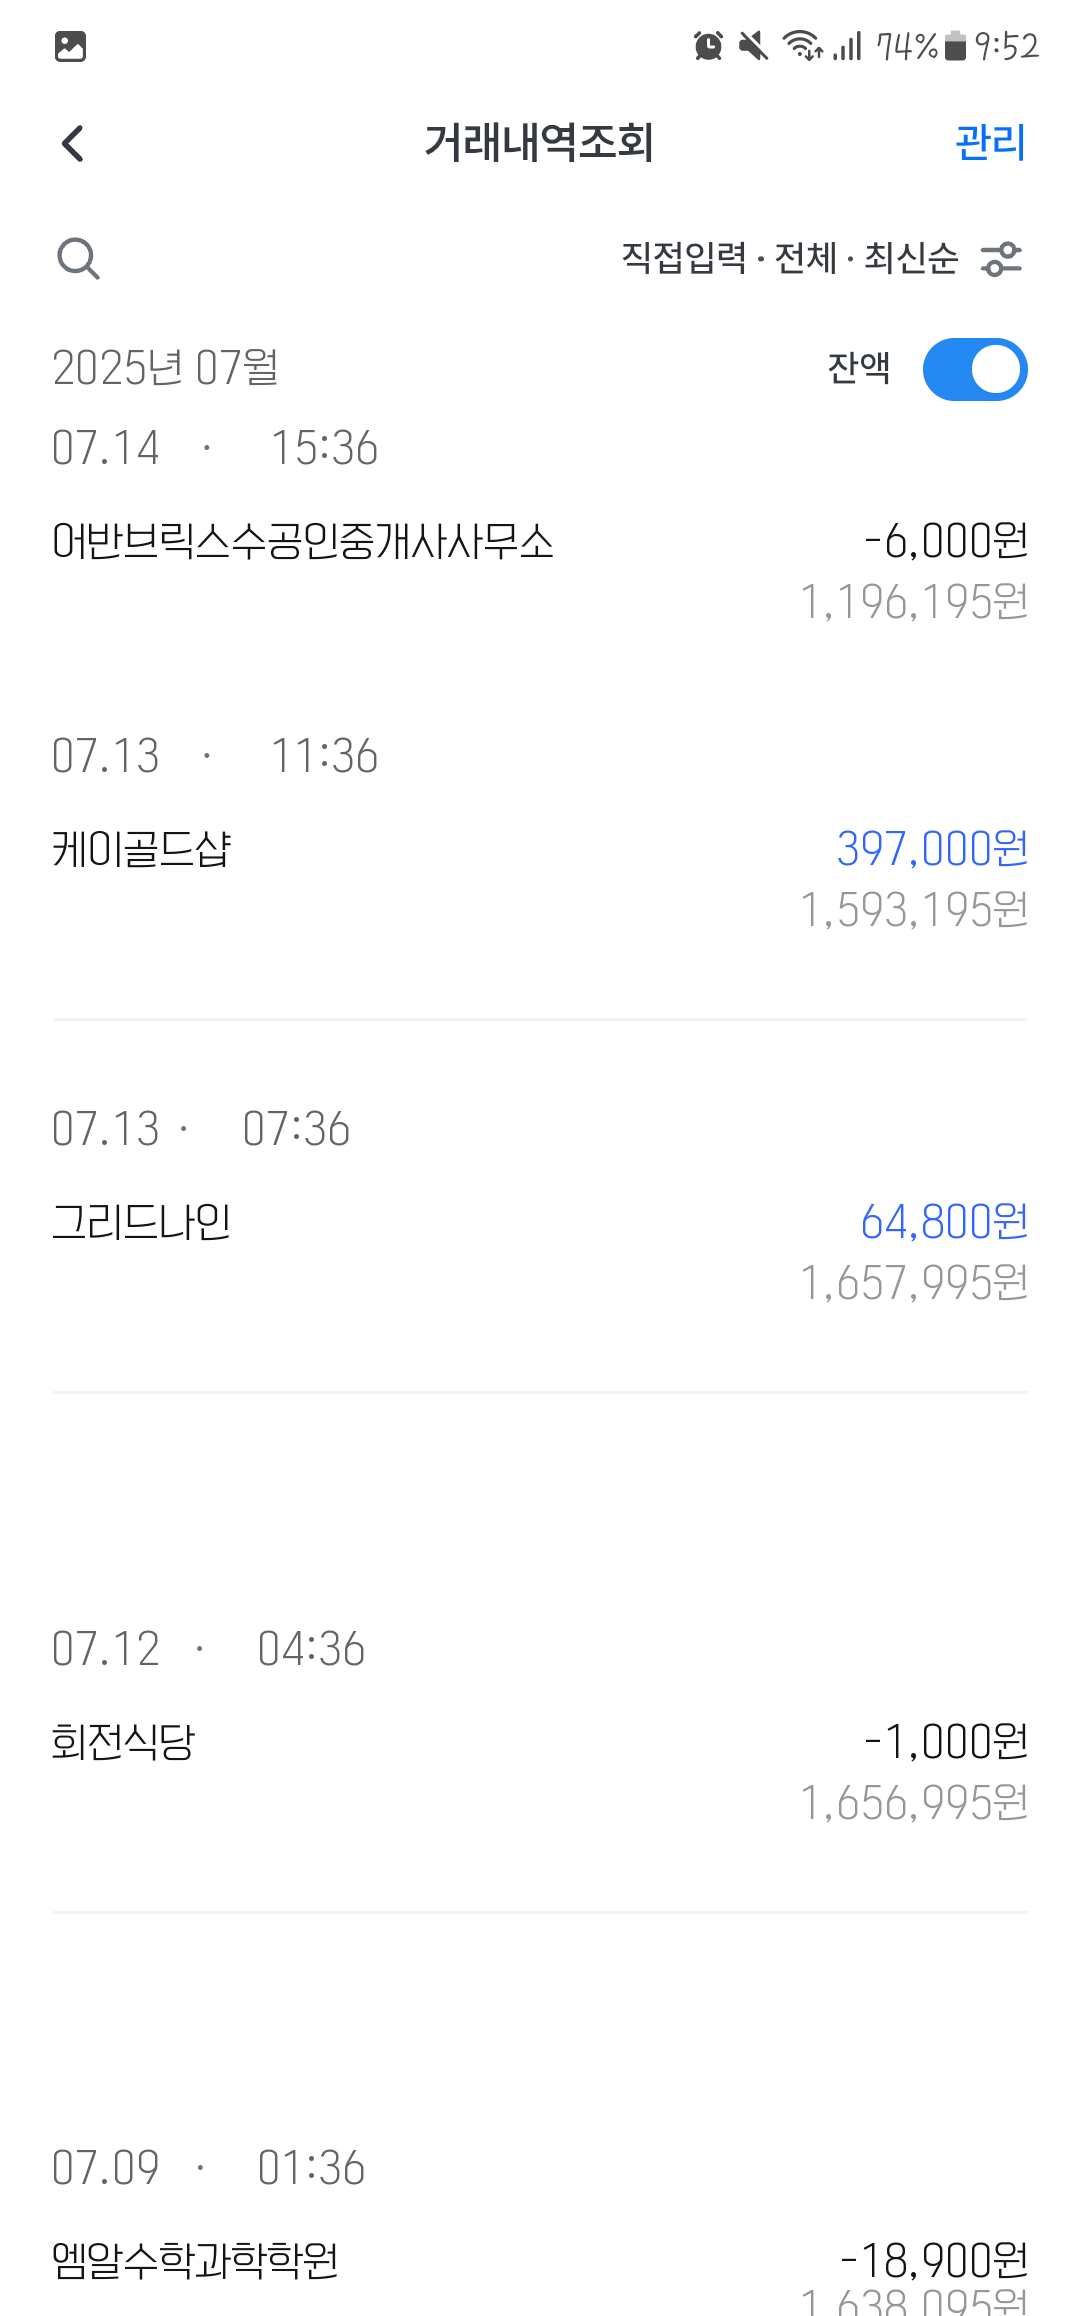 74% 9:52
거래내역조회 관리
직접입력 · 전체 · 최신순
2025년 07월 잔액
07.14 · 15:36
어반브릭스수공인중개사사무소 -6,000원
1,196,195원
07.13 · 11:36
케이골드샵 397,000원
1,593,195원
07.13 · 07:36
그리드나인 64,800원
1,657,995원
07.12 · 04:36
회전식당 -1,000원
1,656,995원
07.09 · 01:36
엠알수학과학학원 -18,900원
1,638,095원